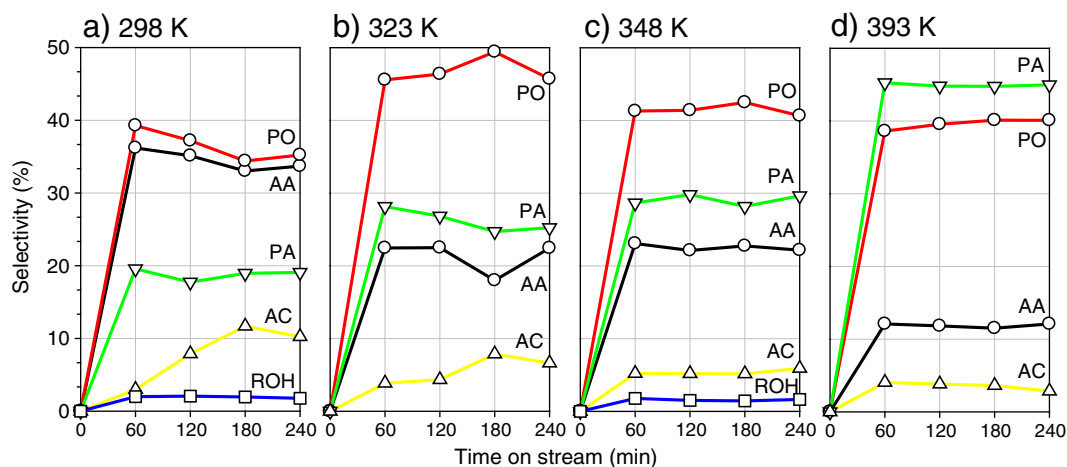 a) 298 K
b) 323 K
c) 348 K
d) 393 K
Selectivity (%)
50
40
30
20
10
0
PO
AA
PA
AC
ROH
PO
PA
AA
AC
PO
PA
AA
AC
ROH
PA
PO
AA
AC
0 60 120 180 240
0 60 120 180 240
0 60 120 180 240
0 60 120 180 240
Time on stream (min)